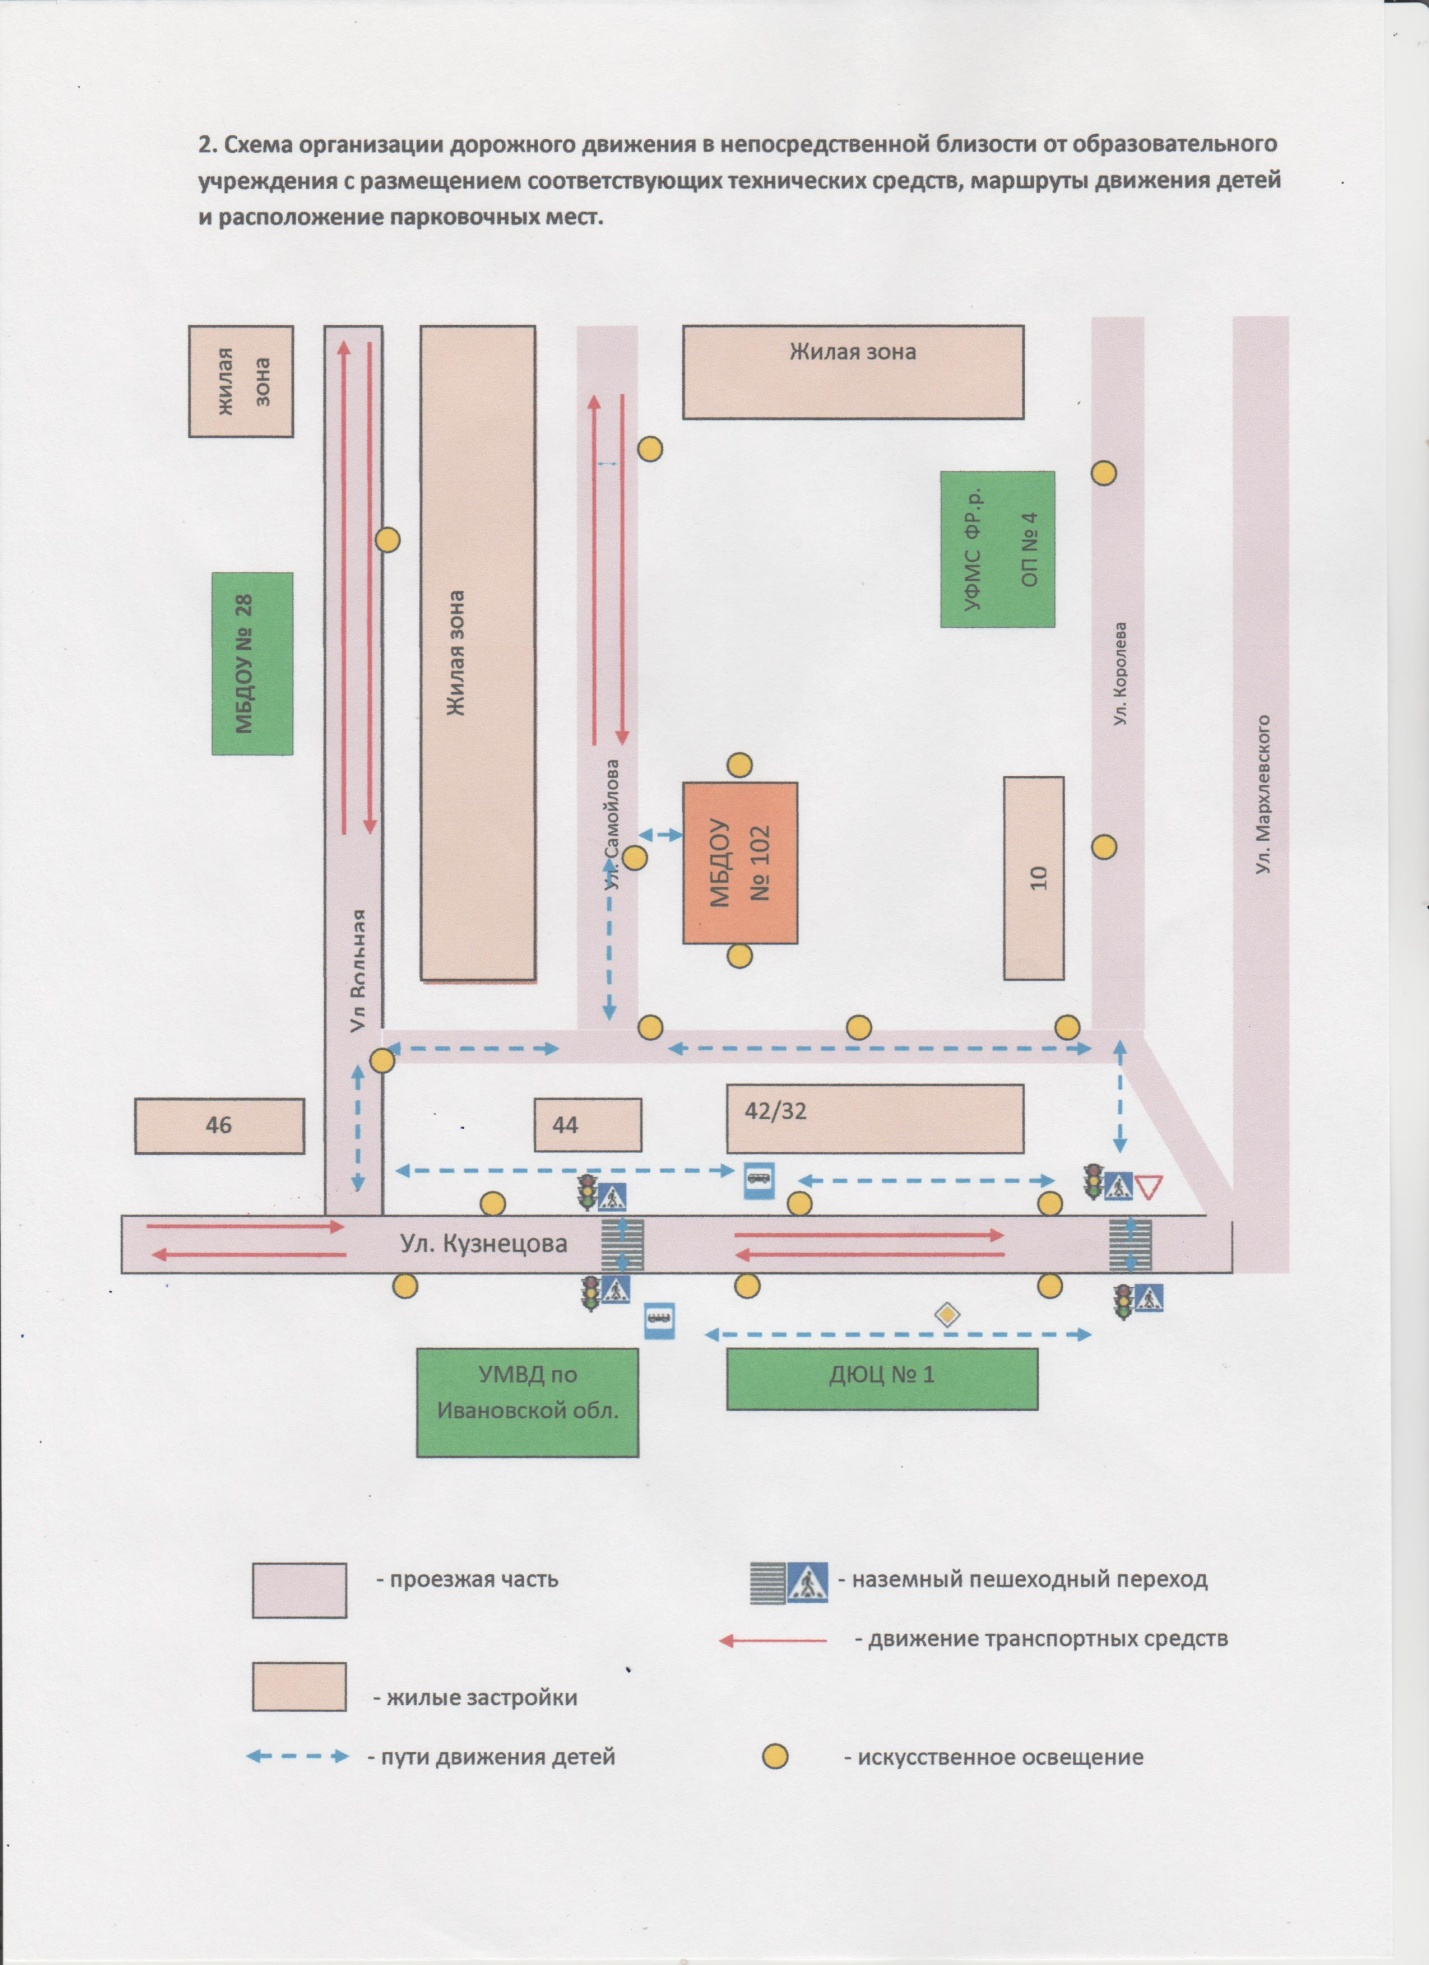 2. Схема организации дорожного движения в непосредственной близости от образовательного
учреждения с размещением соответствующих технических средств, маршруты движения детей
и расположение парковочных мест.
жилая
зона
Жилая зона
УФМС ФР.р.
ОП № 4
МБДОУ № 28
Жилая зона
Ул. Королева
Ул. Мархлевского
Ул. Самойлова
МБДОУ
№ 102
10
Ул Вольная
46
44
42/32
Ул. Кузнецова
УМВД по
Ивановской обл.
ДЮЦ № 1
- проезжая часть
- наземный пешеходный переход
- движение транспортных средств
- жилые застройки
- пути движения детей
- искусственное освещение